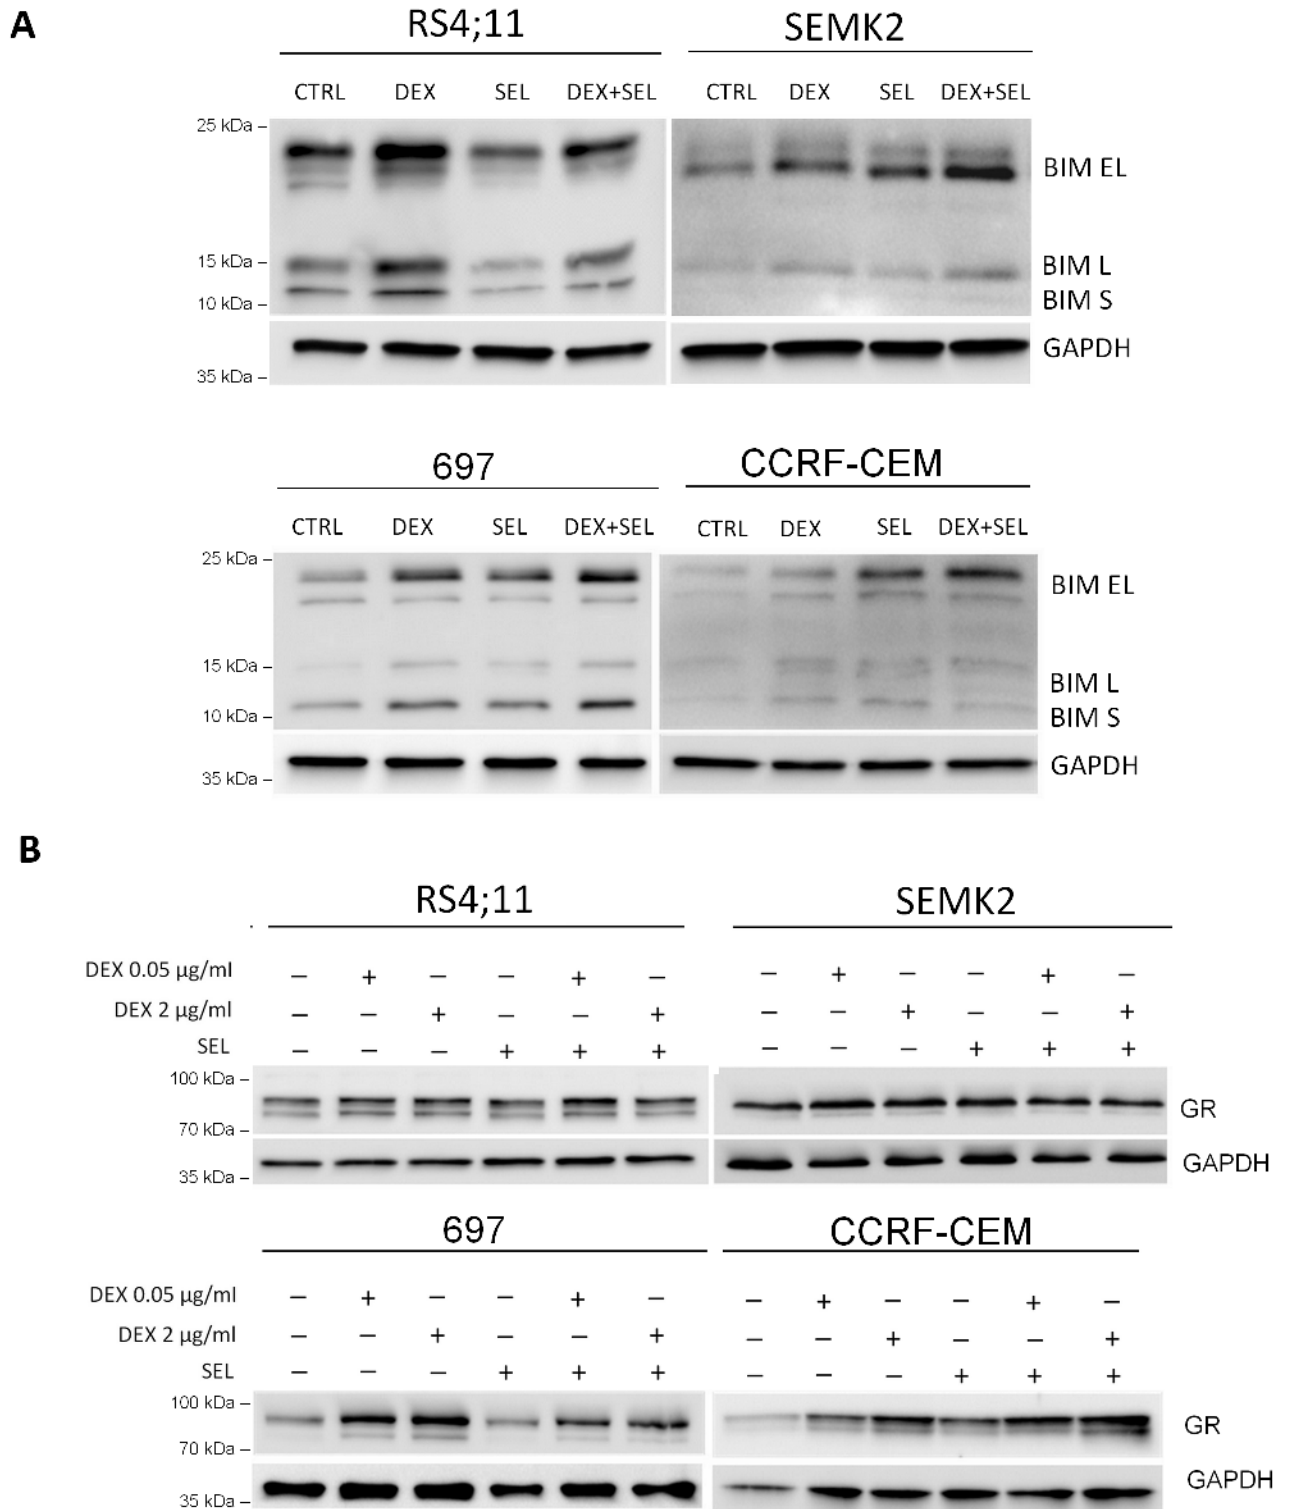 A
RS4;11 SEMK2
CTRL DEX SEL DEX+SEL CTRL DEX SEL DEX+SEL
25 kDa –
BIM EL
15 kDa – BIM L
10 kDa – BIM S
GAPDH
35 kDa –
697 CCRF-CEM
CTRL DEX SEL DEX+SEL CTRL DEX SEL DEX+SEL
25 kDa –
BIM EL
15 kDa –
BIM L
10 kDa – BIM S
GAPDH
35 kDa –
B
RS4;11 SEMK2
DEX 0.05 µg/ml – + – – + – – + – – + –
DEX 2 µg/ml – – + – – + – – + – – +
SEL – – – + + + – – – + + +
100 kDa –
GR
70 kDa –
GAPDH
35 kDa –
697 CCRF-CEM
DEX 0.05 µg/ml – + – – + – – + – – + –
DEX 2 µg/ml – – + – – + – – + – – +
SEL – – – + + + – – – + + +
100 kDa –
GR
70 kDa –
GAPDH
35 kDa –